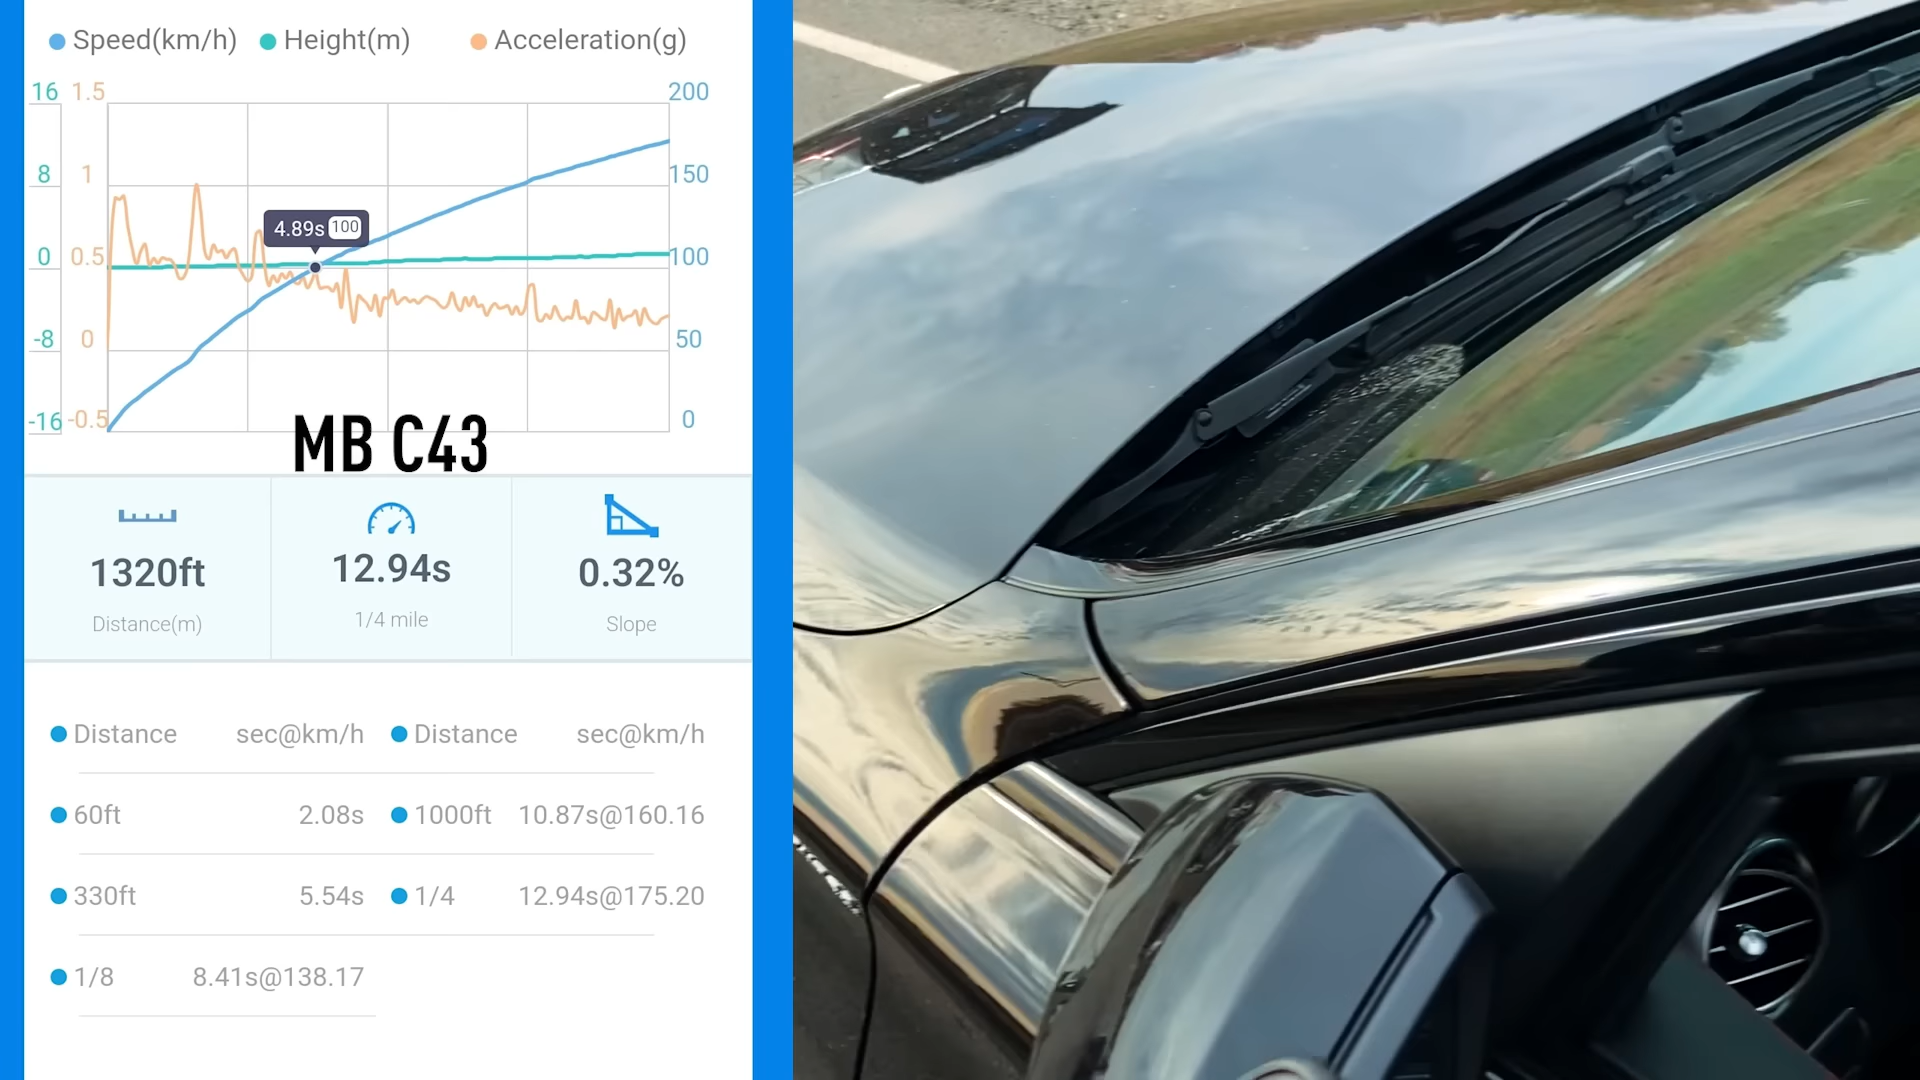 Speed(km/h) Height(m) Acceleration(g)
16 1.5 200
8 1 150
4.89s 100
0 0.5 100
-8 0 50
-16 -0.5 0
MB C43
1320ft 12.94s 0.32%
Distance(m) 1/4 mile Slope
Distance sec@km/h Distance sec@km/h
60ft 2.08s 1000ft 10.87s@160.16
330ft 5.54s 1/4 12.94s@175.20
1/8 8.41s@138.17